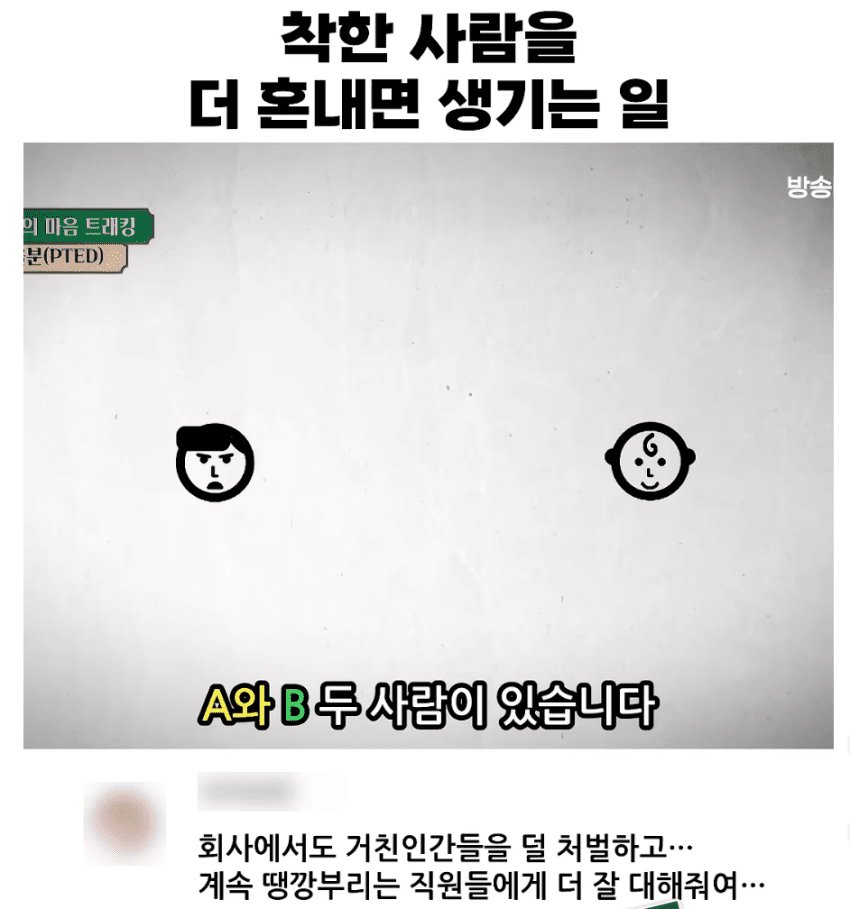 착한 사람을
더 혼내면 생기는 일
방송
의 마음 트래킹
분(PTED)
A와 B 두 사람이 있습니다
회사에서도 거친인간들을 덜 처벌하고…
계속 땡깡부리는 직원들에게 더 잘 대해줘여…